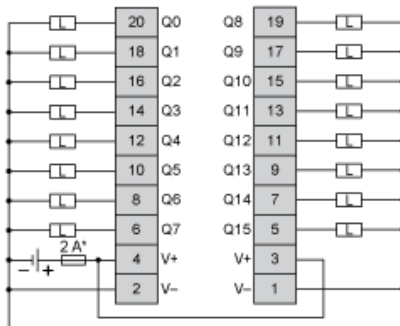 L 20 Q0 Q8 19 L
L 18 Q1 Q9 17 L
L 16 Q2 Q10 15 L
L 14 Q3 Q11 13 L
L 12 Q4 Q12 11 L
L 10 Q5 Q13 9 L
L 8 Q6 Q14 7 L
L 6 Q7 Q15 5 L
− + 2 A* 4 V+ V+ 3
2 V− V− 1